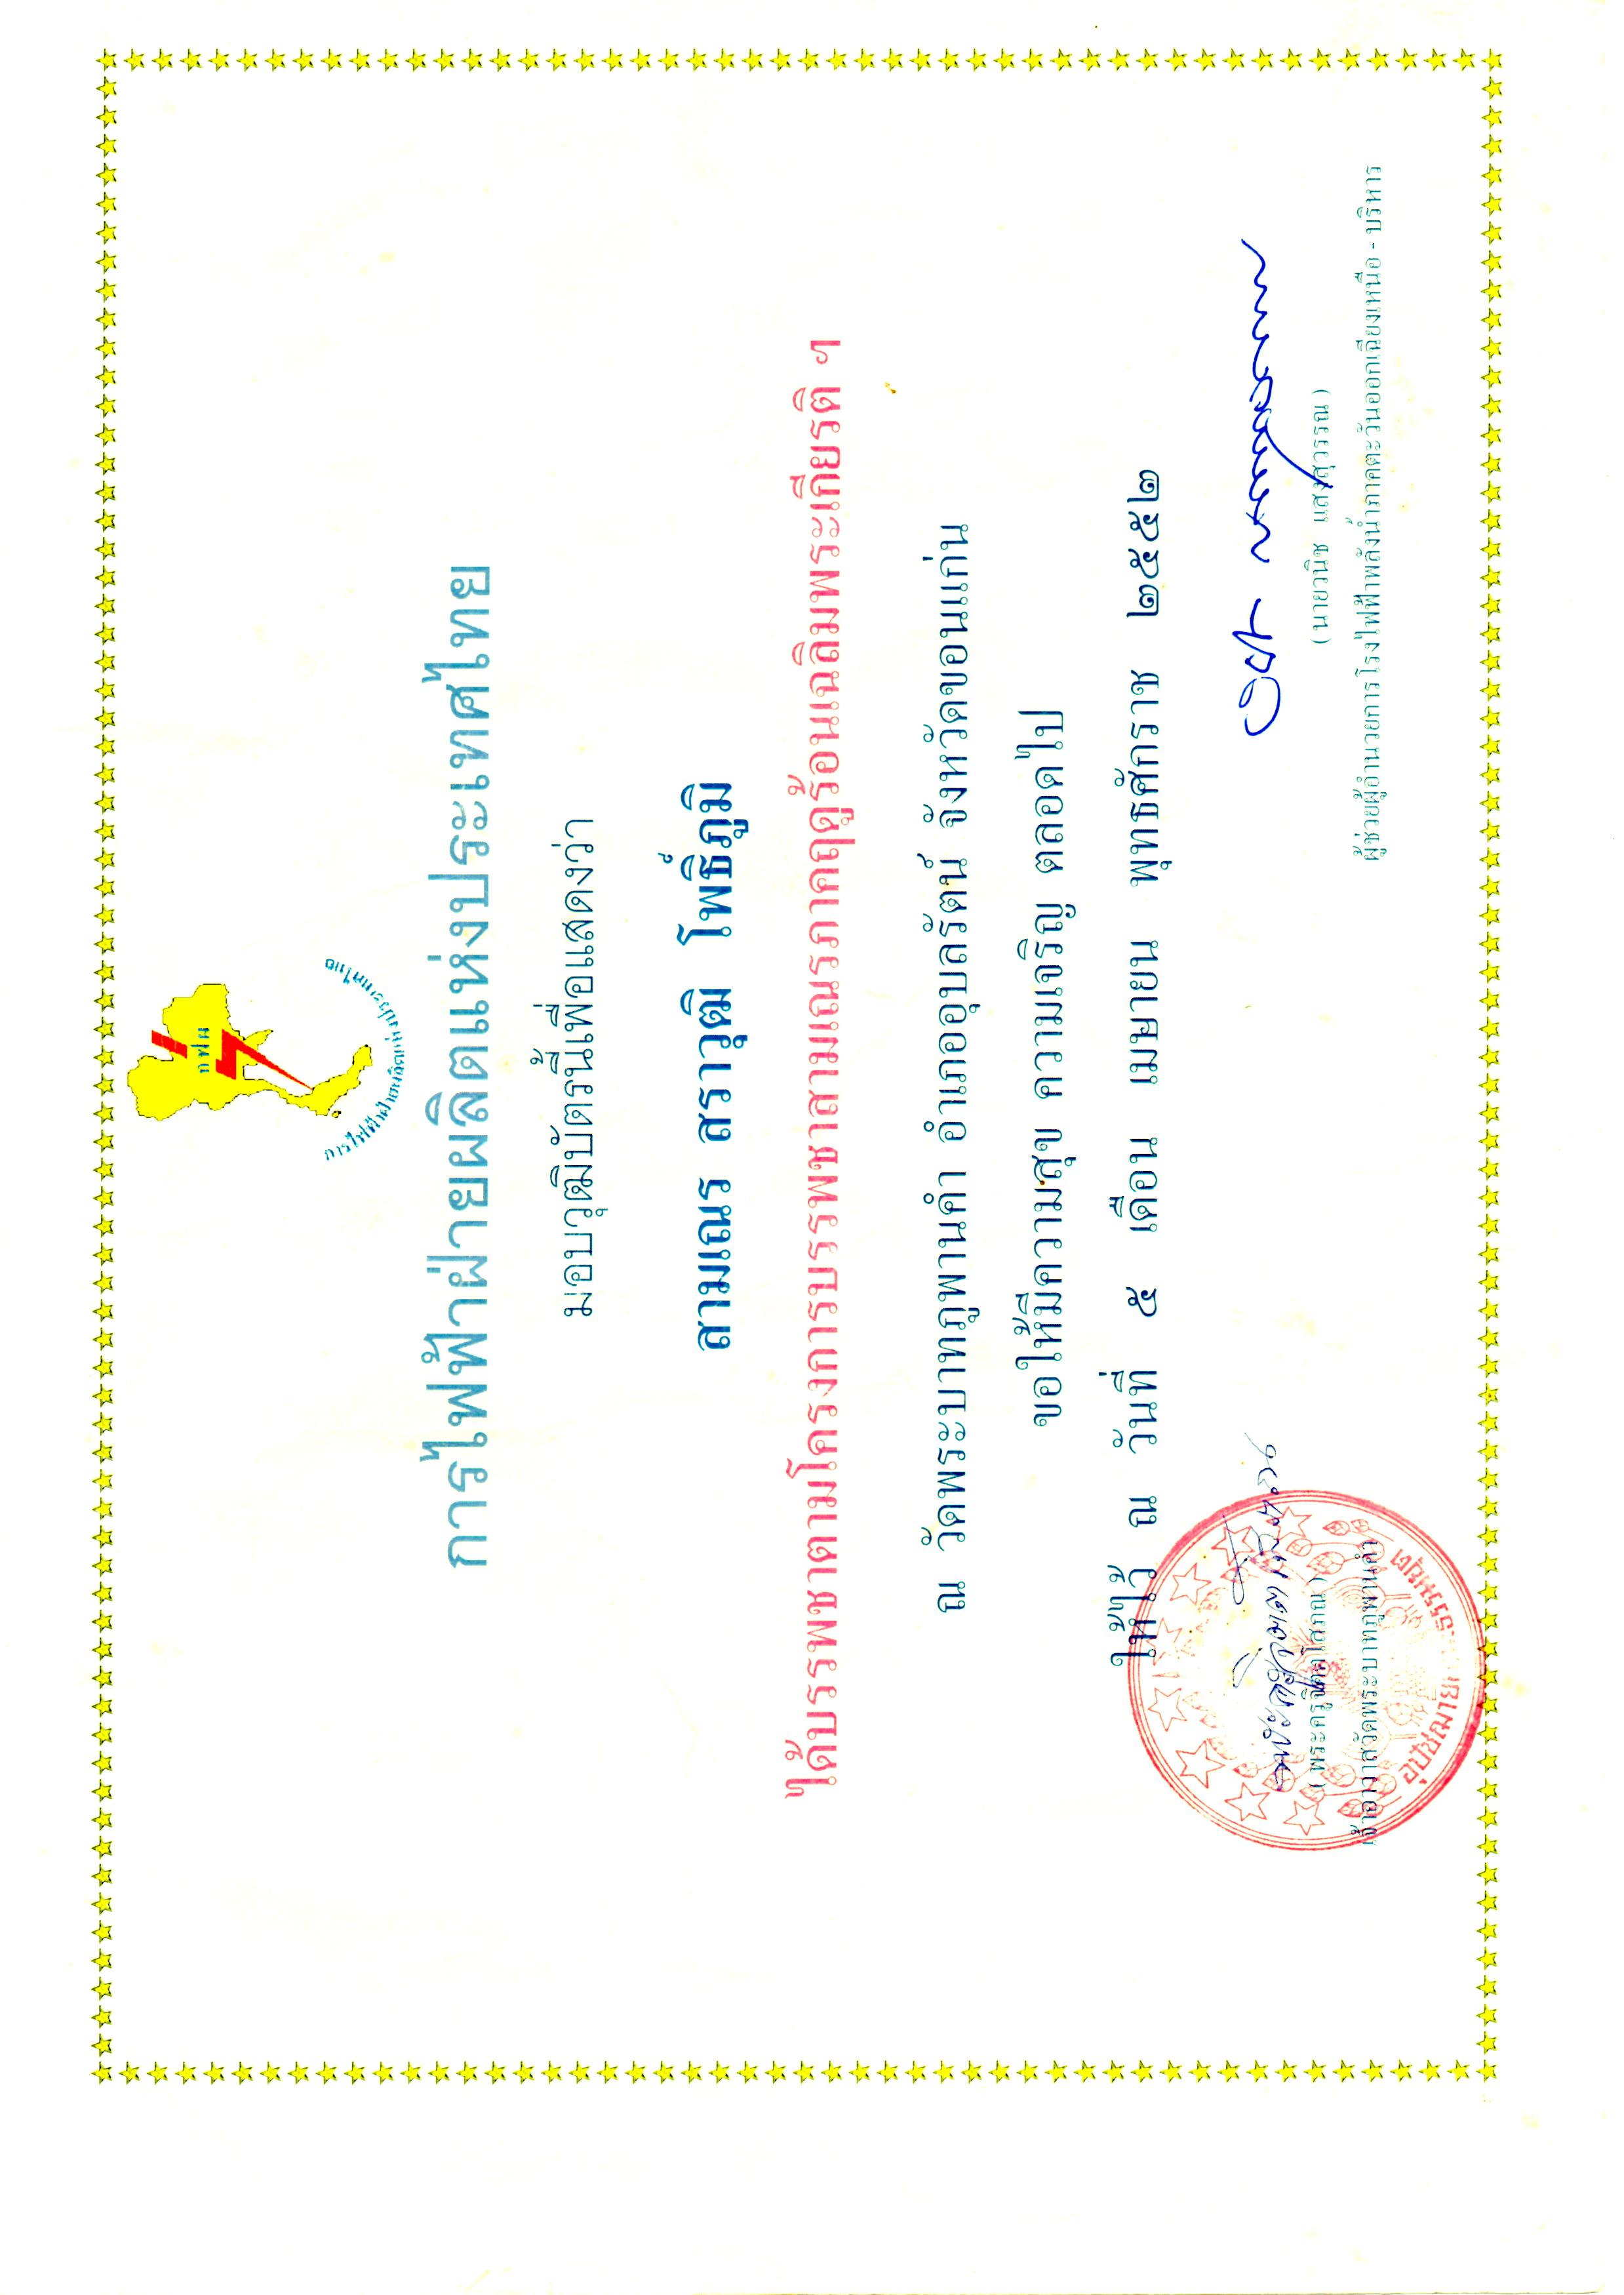 กฟผ
การไฟฟ้าฝ่ายผลิตแห่งประเทศไทย
การไฟฟ้าฝ่ายผลิตแห่งประเทศไทย
มอบวุฒิบัตรนี้เพื่อแสดงว่า
สามเณร สราวุฒิ โพธิ์ภูมิ
ได้บรรพชาตามโครงการบรรพชาสามเณรภาคฤดูร้อนเฉลิมพระเกียรติ ฯ
ณ วัดพระบาทภูพานคำ อำเภออุบลรัตน์ จังหวัดขอนแก่น
ขอให้มีความสุข ความเจริญ ตลอดไป
ให้ไว้ ณ วันที่ ๕ เดือน เมษายน พุทธศักราช ๒๕๕๒
( พระครูจิตตโสภณ )
เจ้าอาวาสวัดพระบาทภูพานคำ
( นายวนิช แสงสุวรรณ )
ผู้ช่วยผู้อำนวยการโรงไฟฟ้าพลังน้ำภาคตะวันออกเฉียงเหนือ - บริหาร